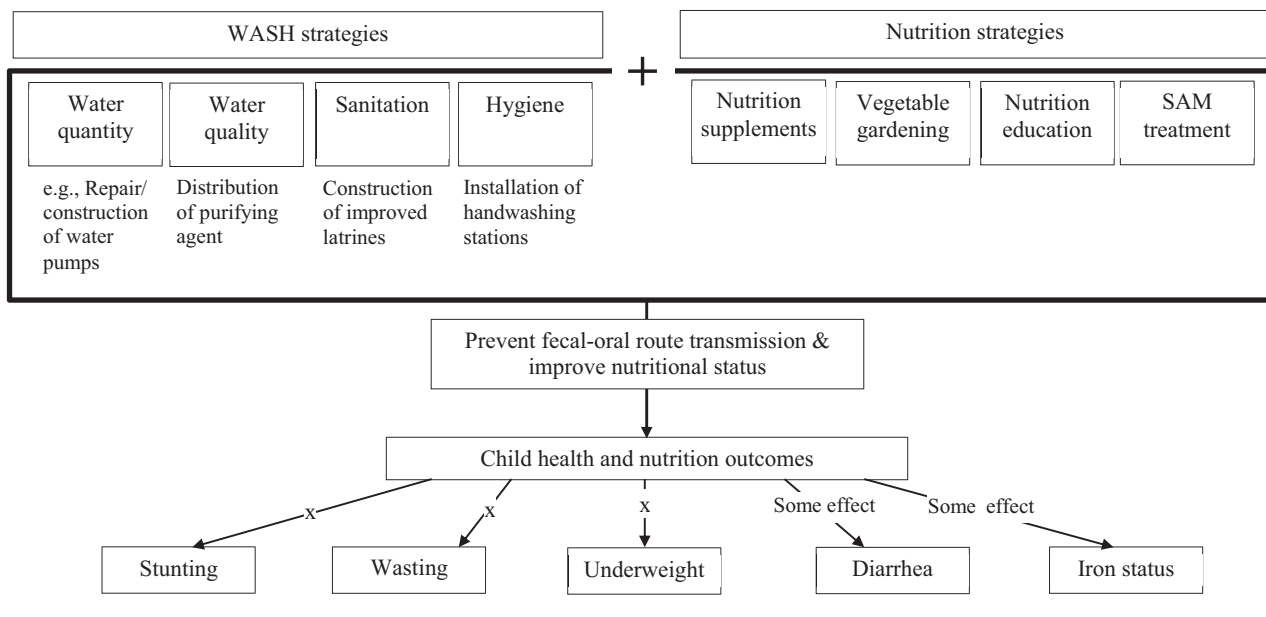 WASH strategies
Nutrition strategies
+
Water
quantity
Water
quality
Sanitation
Hygiene
Nutrition
supplements
Vegetable
gardening
Nutrition
education
SAM
treatment
e.g., Repair/
construction
of water
pumps
Distribution
of purifying
agent
Construction
of improved
latrines
Installation of
handwashing
stations
Prevent fecal-oral route transmission &
improve nutritional status
Child health and nutrition outcomes
x
x
x
Some effect
Some effect
Stunting
Wasting
Underweight
Diarrhea
Iron status